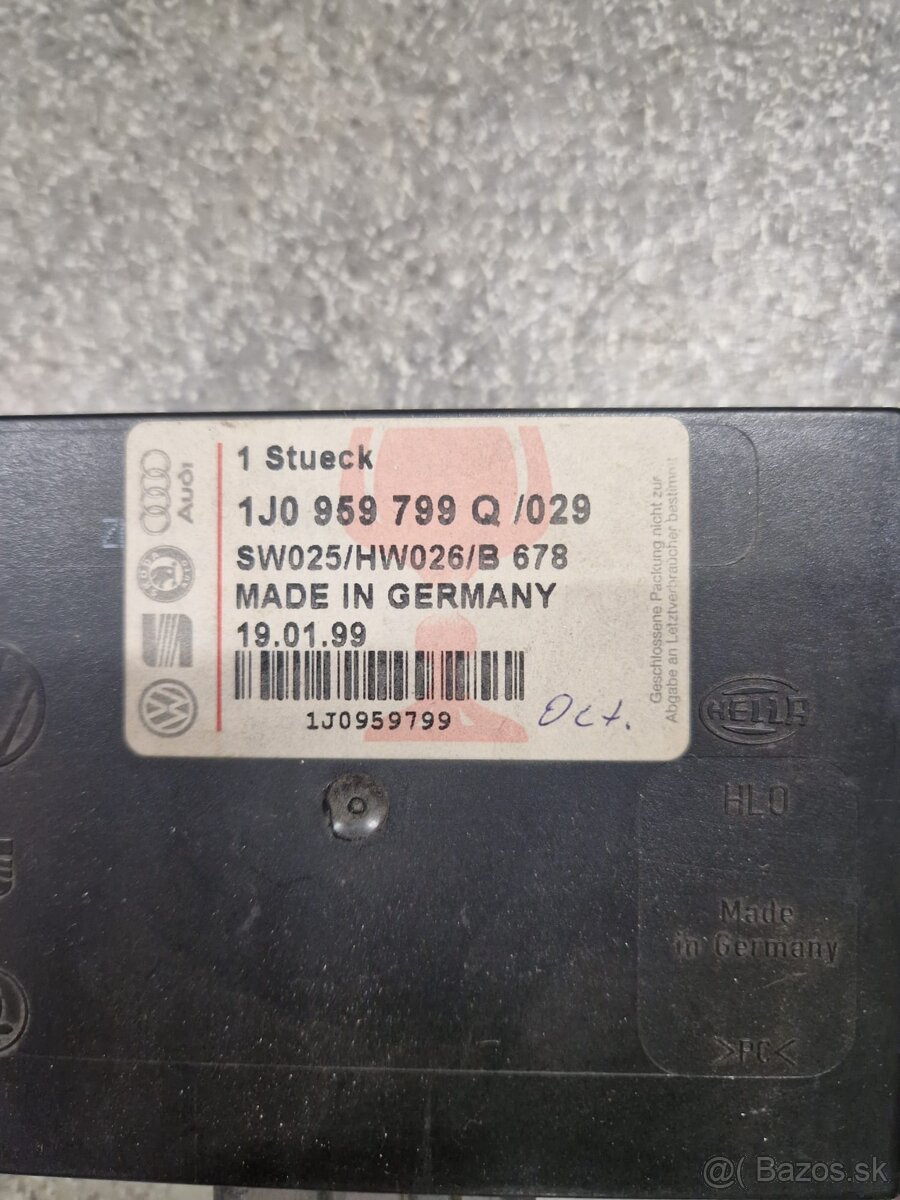 Audi
1 Stueck
1J0 959 799 Q /029
SW025/HW026/B 678
MADE IN GERMANY
19.01.99
1J0959799
Oct.
Geschlossene Packung nicht zur
Abgabe an Letztverbraucher bestimmt
HELLA
HLO
Made
in Germany
>PC<
@( Bazos.sk